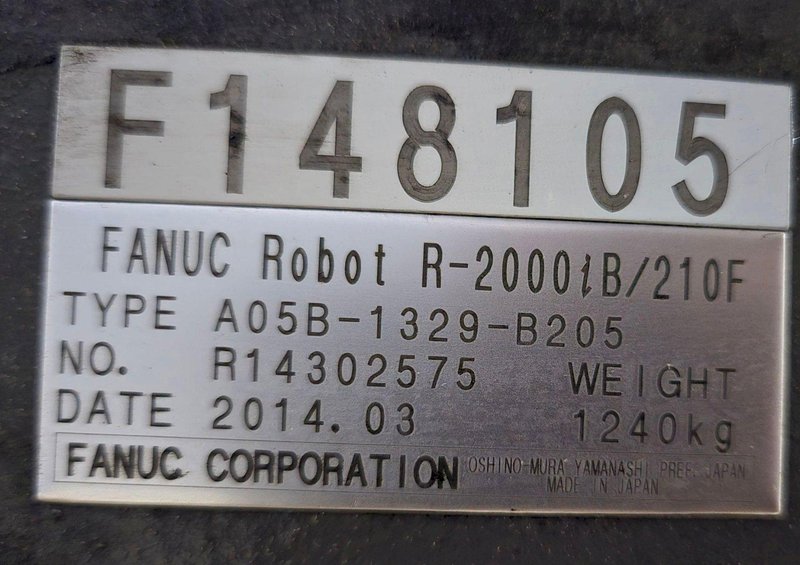 F148105
FANUC Robot R-2000iB/210F
TYPE A05B-1329-B205
NO. R14302575 WEIGHT
DATE 2014.03 1240kg
FANUC CORPORATION OSHINO-MURA YAMANASHI PREF. JAPAN
MADE IN JAPAN